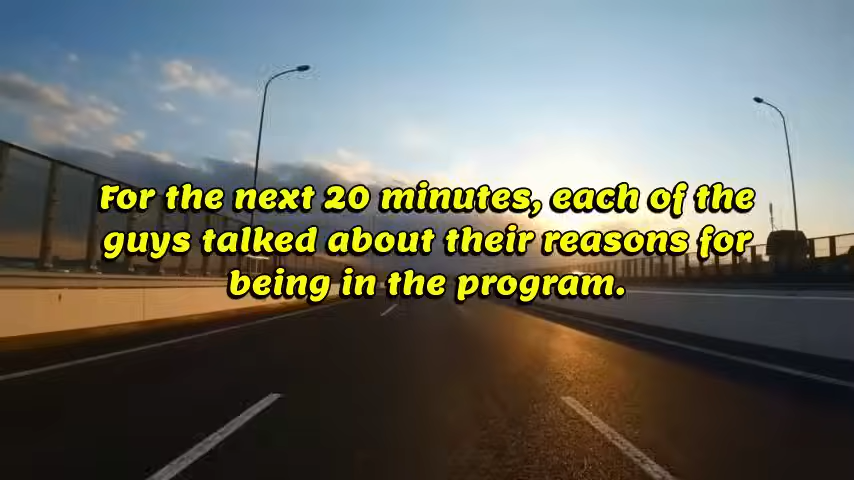 For the next 20 minutes, each of the
guys talked about their reasons for
being in the program.